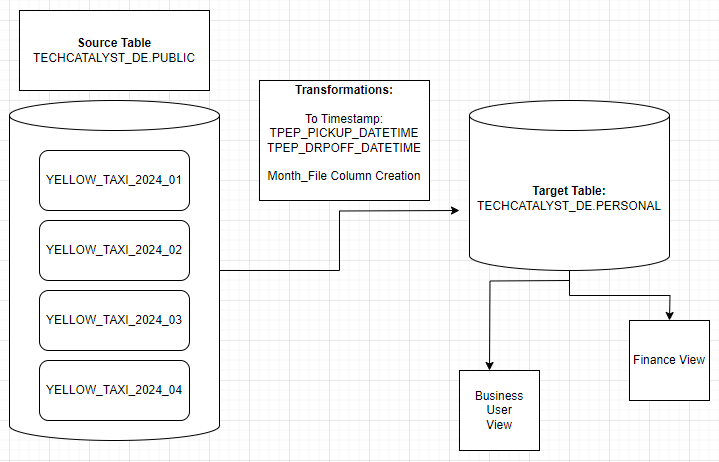 Source Table
TECHCATALYST_DE.PUBLIC
YELLOW_TAXI_2024_01
YELLOW_TAXI_2024_02
YELLOW_TAXI_2024_03
YELLOW_TAXI_2024_04
Transformations:
To Timestamp:
TPEP_PICKUP_DATETIME
TPEP_DRPOFF_DATETIME
Month_File Column Creation
Target Table:
TECHCATALYST_DE.PERSONAL
Business
User
View
Finance View